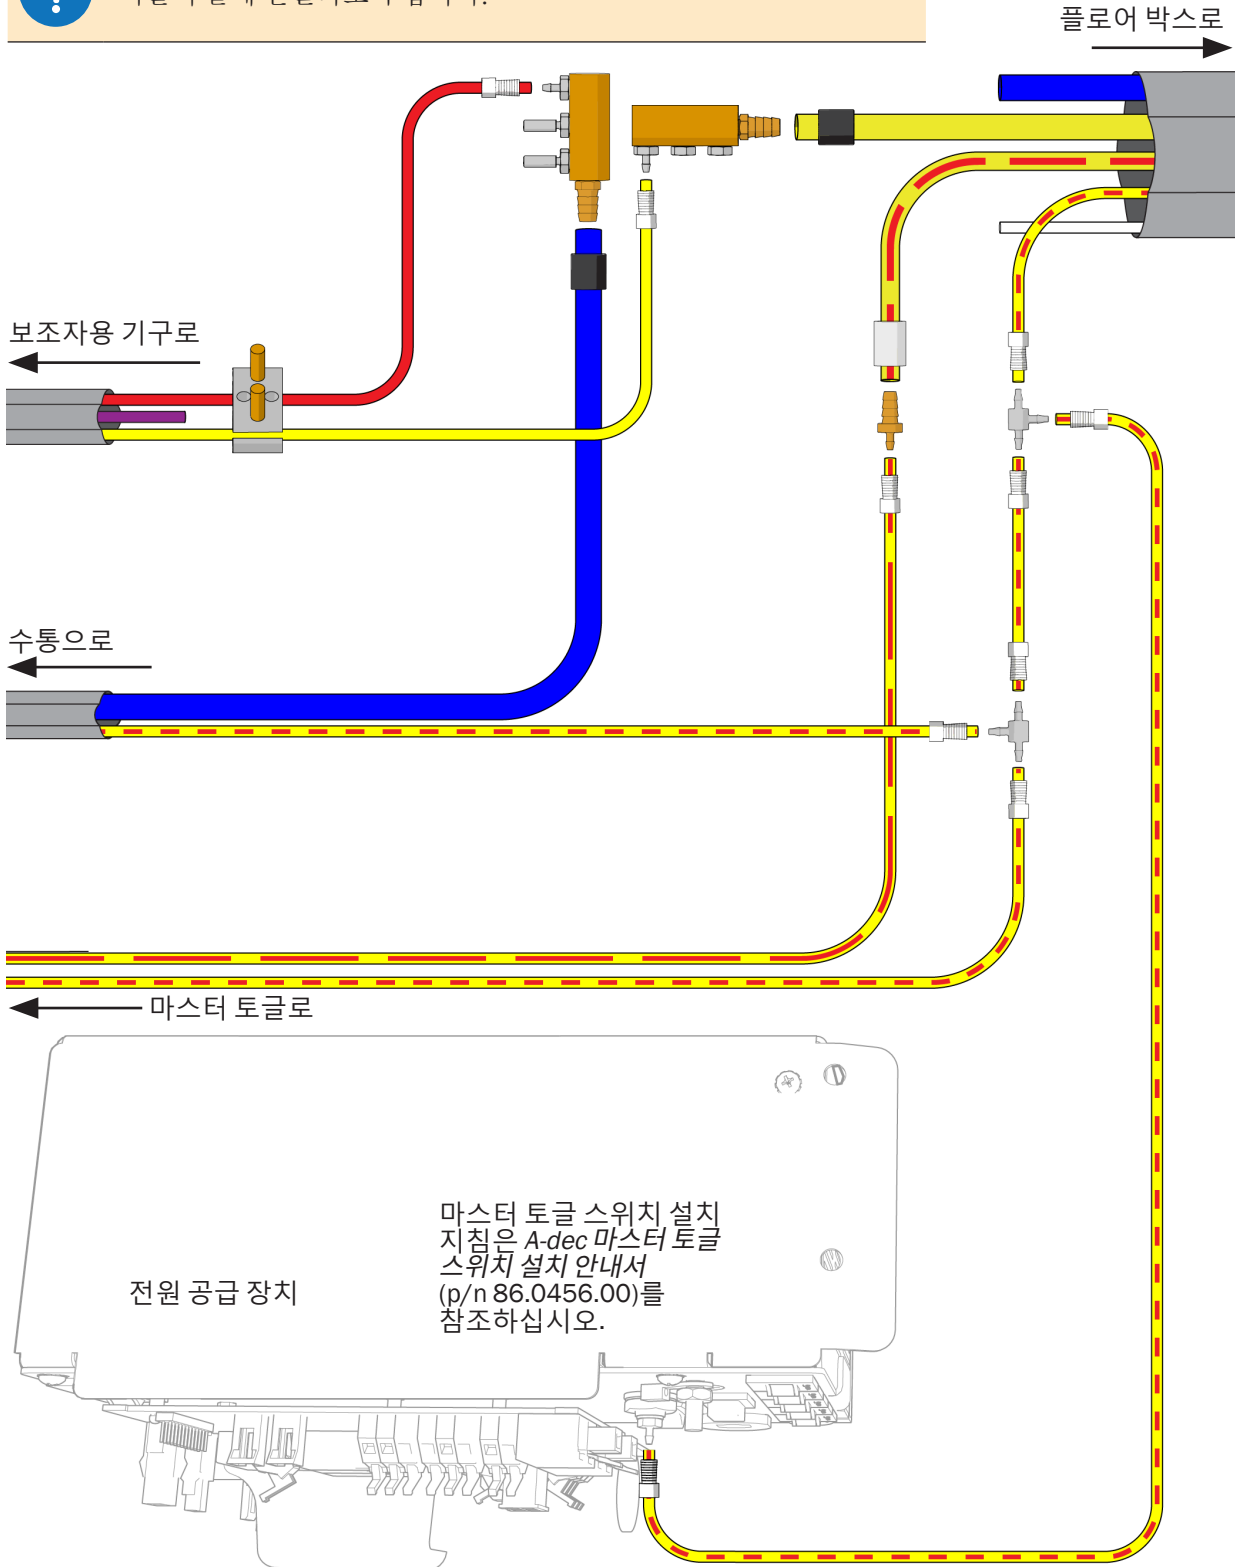 플로어 박스로
보조자용 기구로
수통으로
마스터 토글로
마스터 토글 스위치 설치
지침은 A-dec 마스터 토글
스위치 설치 안내서
(p/n 86.0456.00)를
참조하십시오.
전원 공급 장치